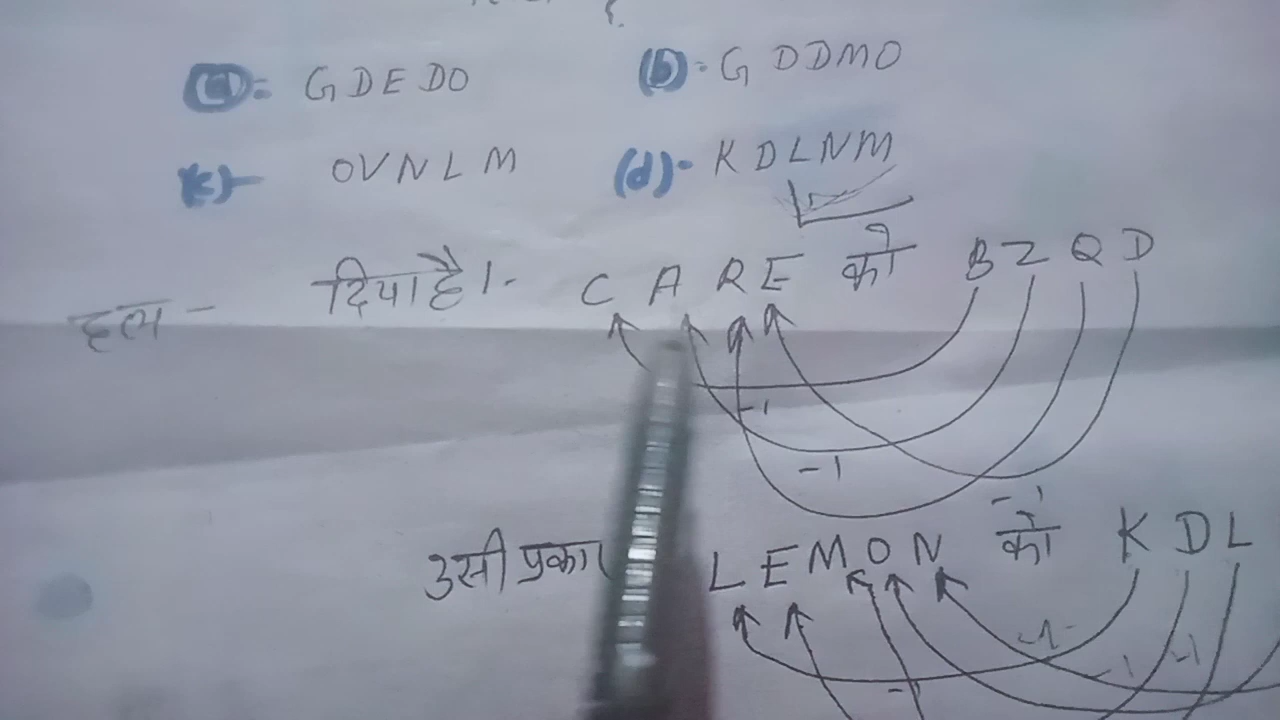 (a)= GDEDO (b)- GDDMO
(c)- OVNLM (d)- KDLNM
हल - दिया है।- CARE को BZQD
-1
-1
-1
उसी प्रका LEMON को KDL
-1 -1 -1
-1